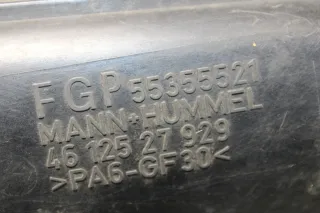 FGP 55355521
MANN+HUMMEL
46 125 27 929
>PA6-GF30<